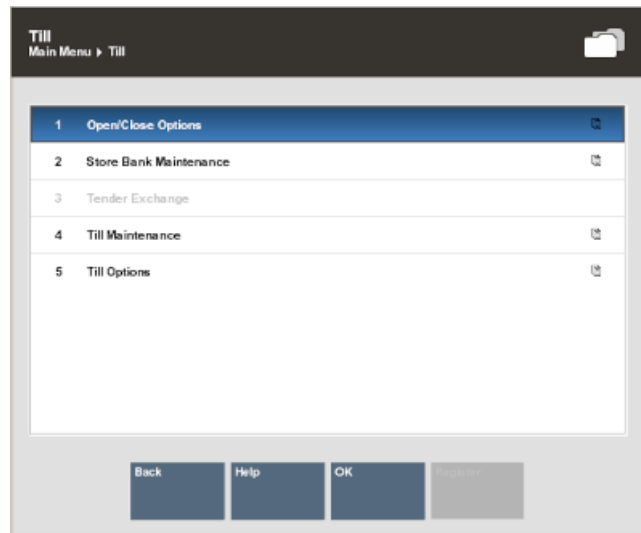 Till
Main Menu ▸ Till
1 Open/Close Options
2 Store Bank Maintenance
3 Tender Exchange
4 Till Maintenance
5 Till Options
Back Help OK Register